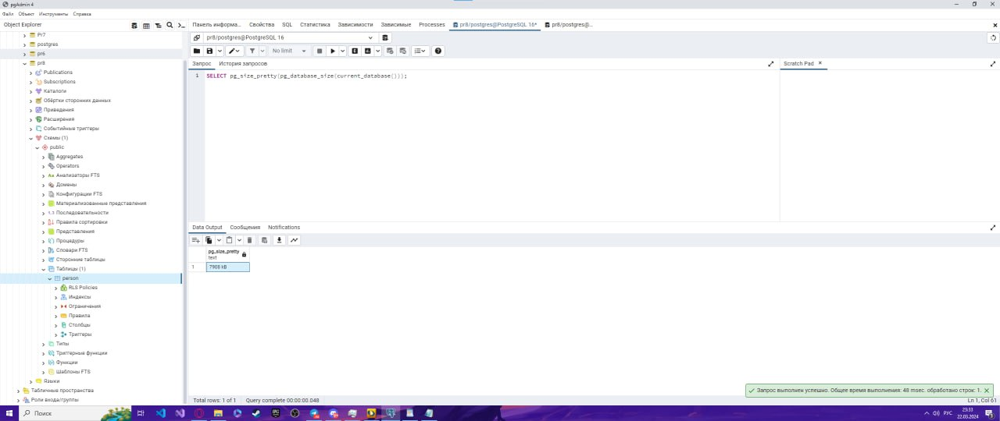 pgAdmin 4
Файл Объект Инструменты Справка
Object Explorer
Pr7
postgres
pr6
pr8
Publications
Subscriptions
Каталоги
Обёртки сторонних данных
Приведения
Расширения
Событийные триггеры
Схемы (1)
public
Aggregates
Operators
Анализаторы FTS
Домены
Конфигурации FTS
Материализованные представления
1..3 Последовательности
Правила сортировки
Представления
Процедуры
Словари FTS
Сторонние таблицы
Таблицы (1)
person
RLS Policies
Индексы
Ограничения
Правила
Столбцы
Триггеры
Типы
Триггерные функции
Функции
Шаблоны FTS
Языки
Табличные пространства
Роли входа/группы
Панель информа... Свойства SQL Статистика Зависимости Зависимые Processes pr8/postgres@PostgreSQL 16* pr8/postgres@...
pr8/postgres@PostgreSQL 16
No limit
Запрос История запросов
Scratch Pad
1 SELECT pg_size_pretty(pg_database_size(current_database()));
Data Output Сообщения Notifications
pg_size_pretty
text
1 7908 kB
Запрос выполнен успешно. Общее время выполнения: 48 msec. обработано строк: 1.
Total rows: 1 of 1 Query complete 00:00:00.048
Ln 1, Col 61
Поиск
РУС
23:33
22.03.2024